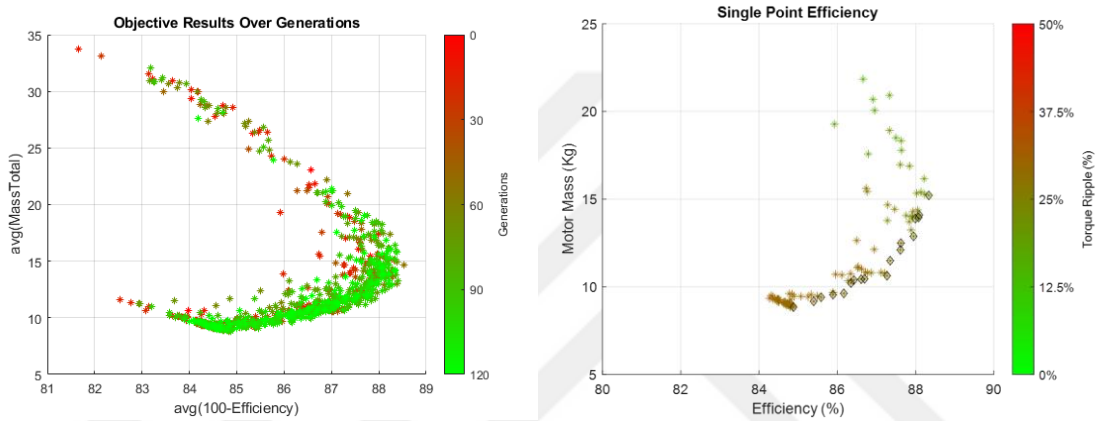 Objective Results Over Generations
35
30
25
20
15
10
5
avg(MassTotal)
81 82 83 84 85 86 87 88 89
avg(100-Efficiency)
0
30
60
90
120
Generations
Single Point Efficiency
25
20
15
10
5
Motor Mass (Kg)
80 82 84 86 88 90
Efficiency (%)
50%
37.5%
25%
12.5%
0%
Torque Ripple (%)